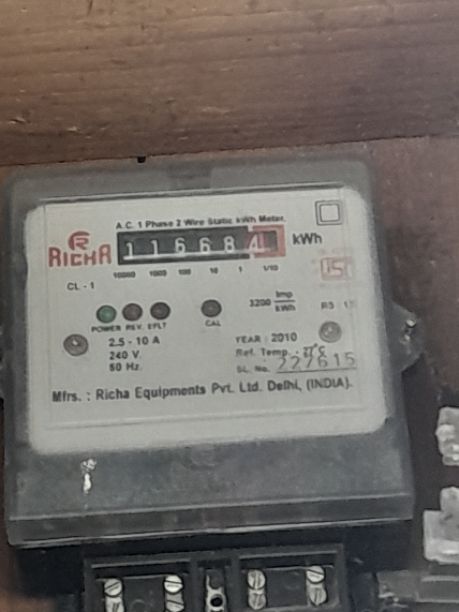 A.C. 1 Phase 2 Wire Static kWh Meter.
R
RICHA
116684 kWh
10000 1000 100 10 1 1/10
CL - 1
3200 Imp/kWh
POWER REV. E/LT CAL
2.5 - 10 A
240 V.
50 Hz.
YEAR : 2010
Ref. Temp. : 27°C
SL. No. 227615
Mfrs. : Richa Equipments Pvt. Ltd. Delhi, (INDIA).